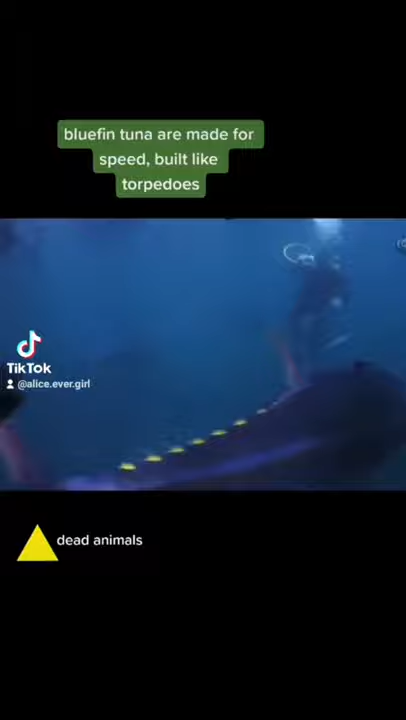 bluefin tuna are made for
speed, built like
torpedoes
TikTok
@alice.ever.girl
dead animals